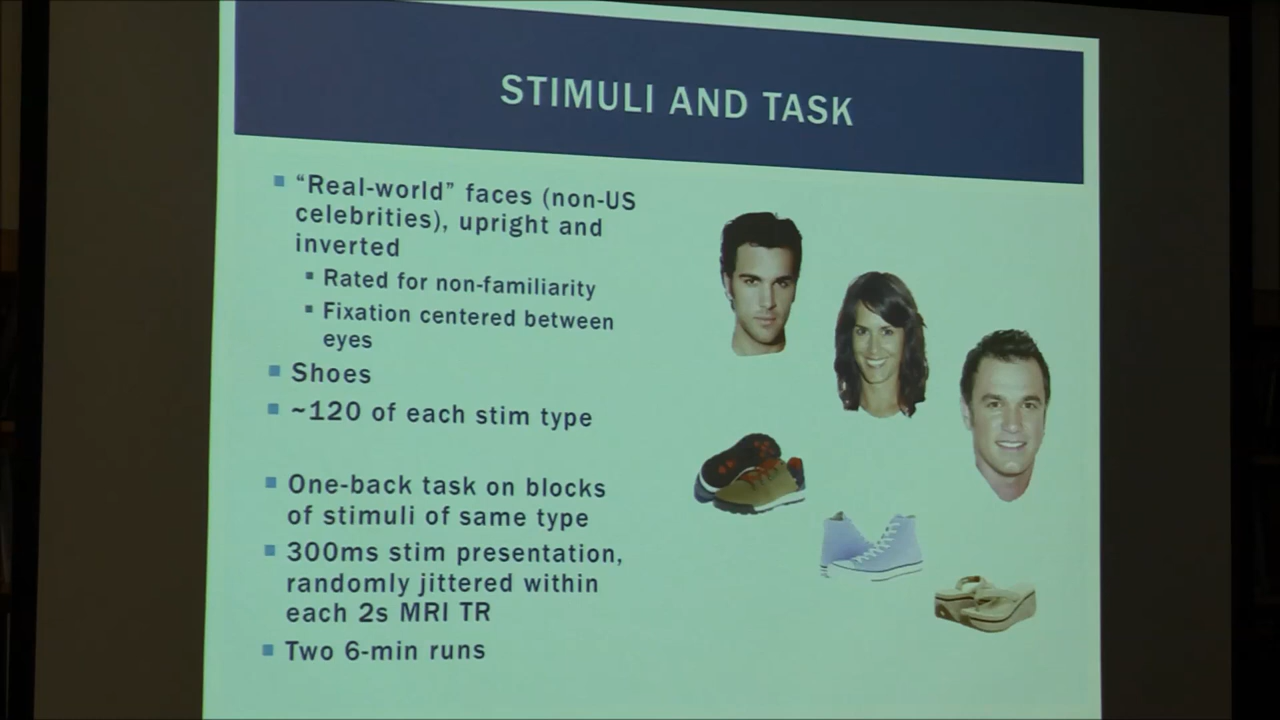 STIMULI AND TASK
“Real-world” faces (non-US
celebrities), upright and
inverted
Rated for non-familiarity
Fixation centered between
eyes
Shoes
~120 of each stim type
One-back task on blocks
of stimuli of same type
300ms stim presentation,
randomly jittered within
each 2s MRI TR
Two 6-min runs